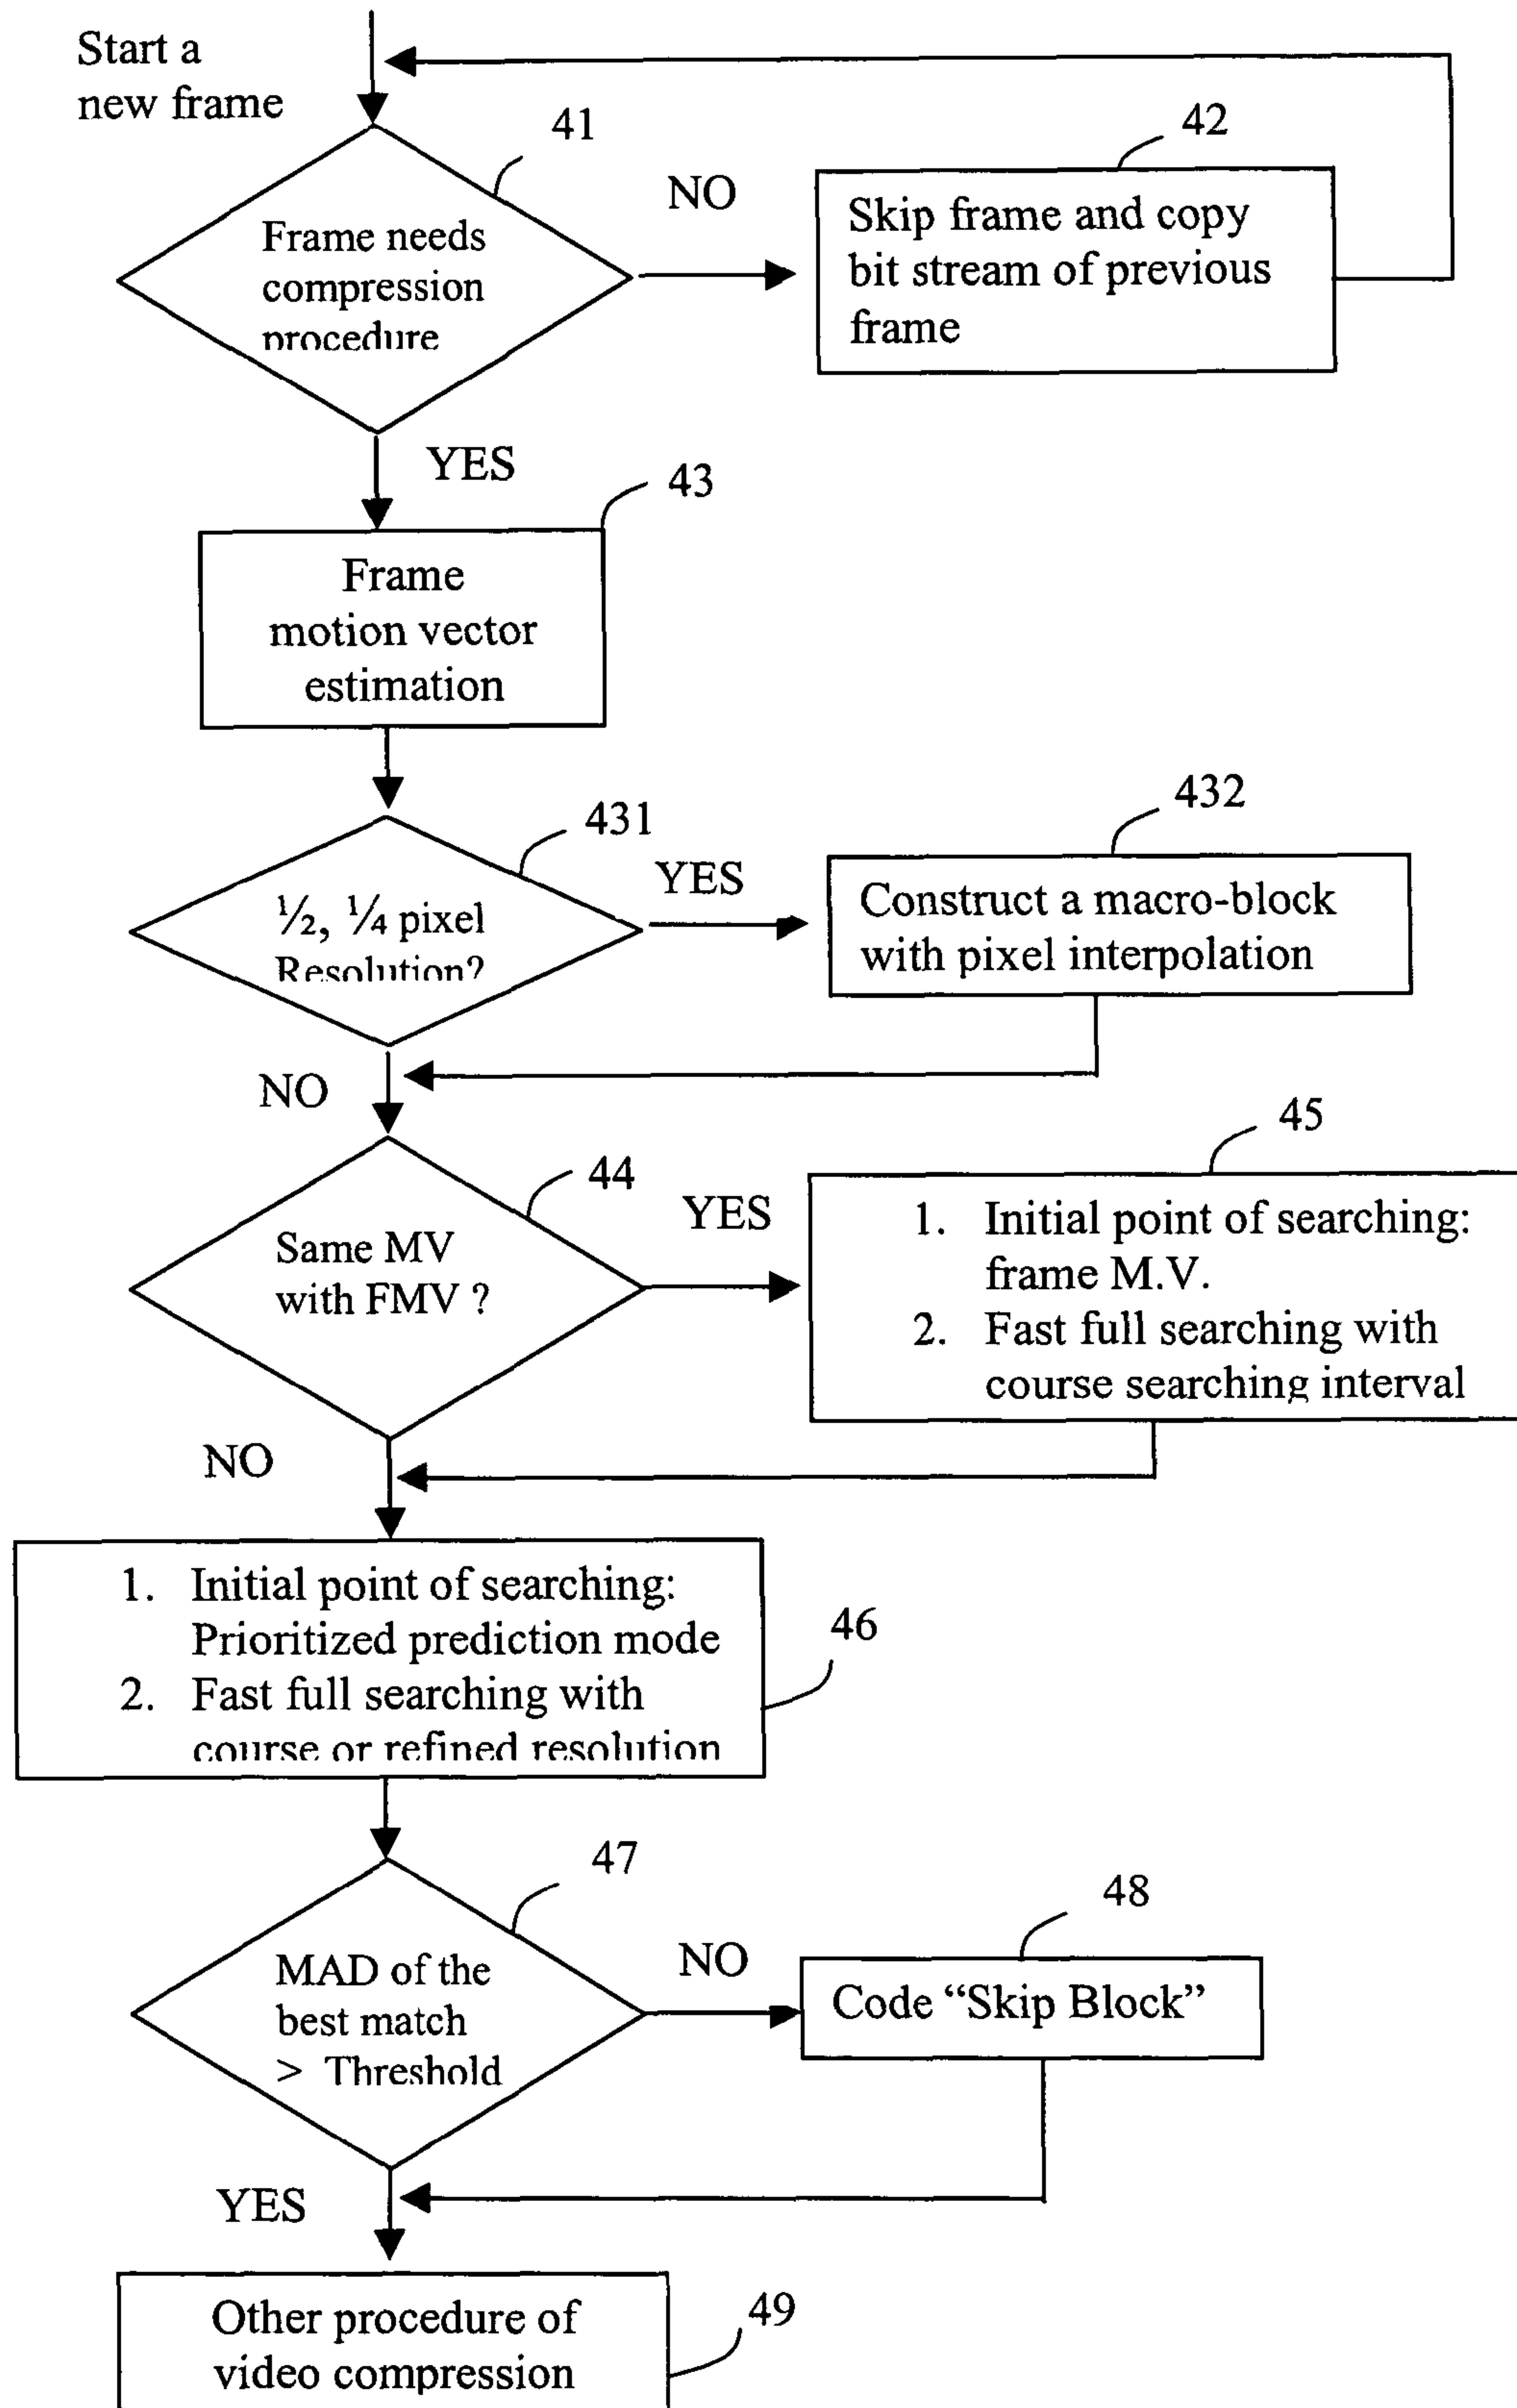 Start a
new frame
41
Frame needs
compression
procedure
NO
42
Skip frame and copy
bit stream of previous
frame
YES
43
Frame
motion vector
estimation
431
½, ¼ pixel
Resolution?
YES
432
Construct a macro-block
with pixel interpolation
NO
44
Same MV
with FMV ?
YES
45
1. Initial point of searching:
frame M.V.
2. Fast full searching with
course searching interval
NO
1. Initial point of searching:
Prioritized prediction mode
2. Fast full searching with
course or refined resolution
46
47
MAD of the
best match
> Threshold
NO
48
Code “Skip Block”
YES
Other procedure of
video compression
49